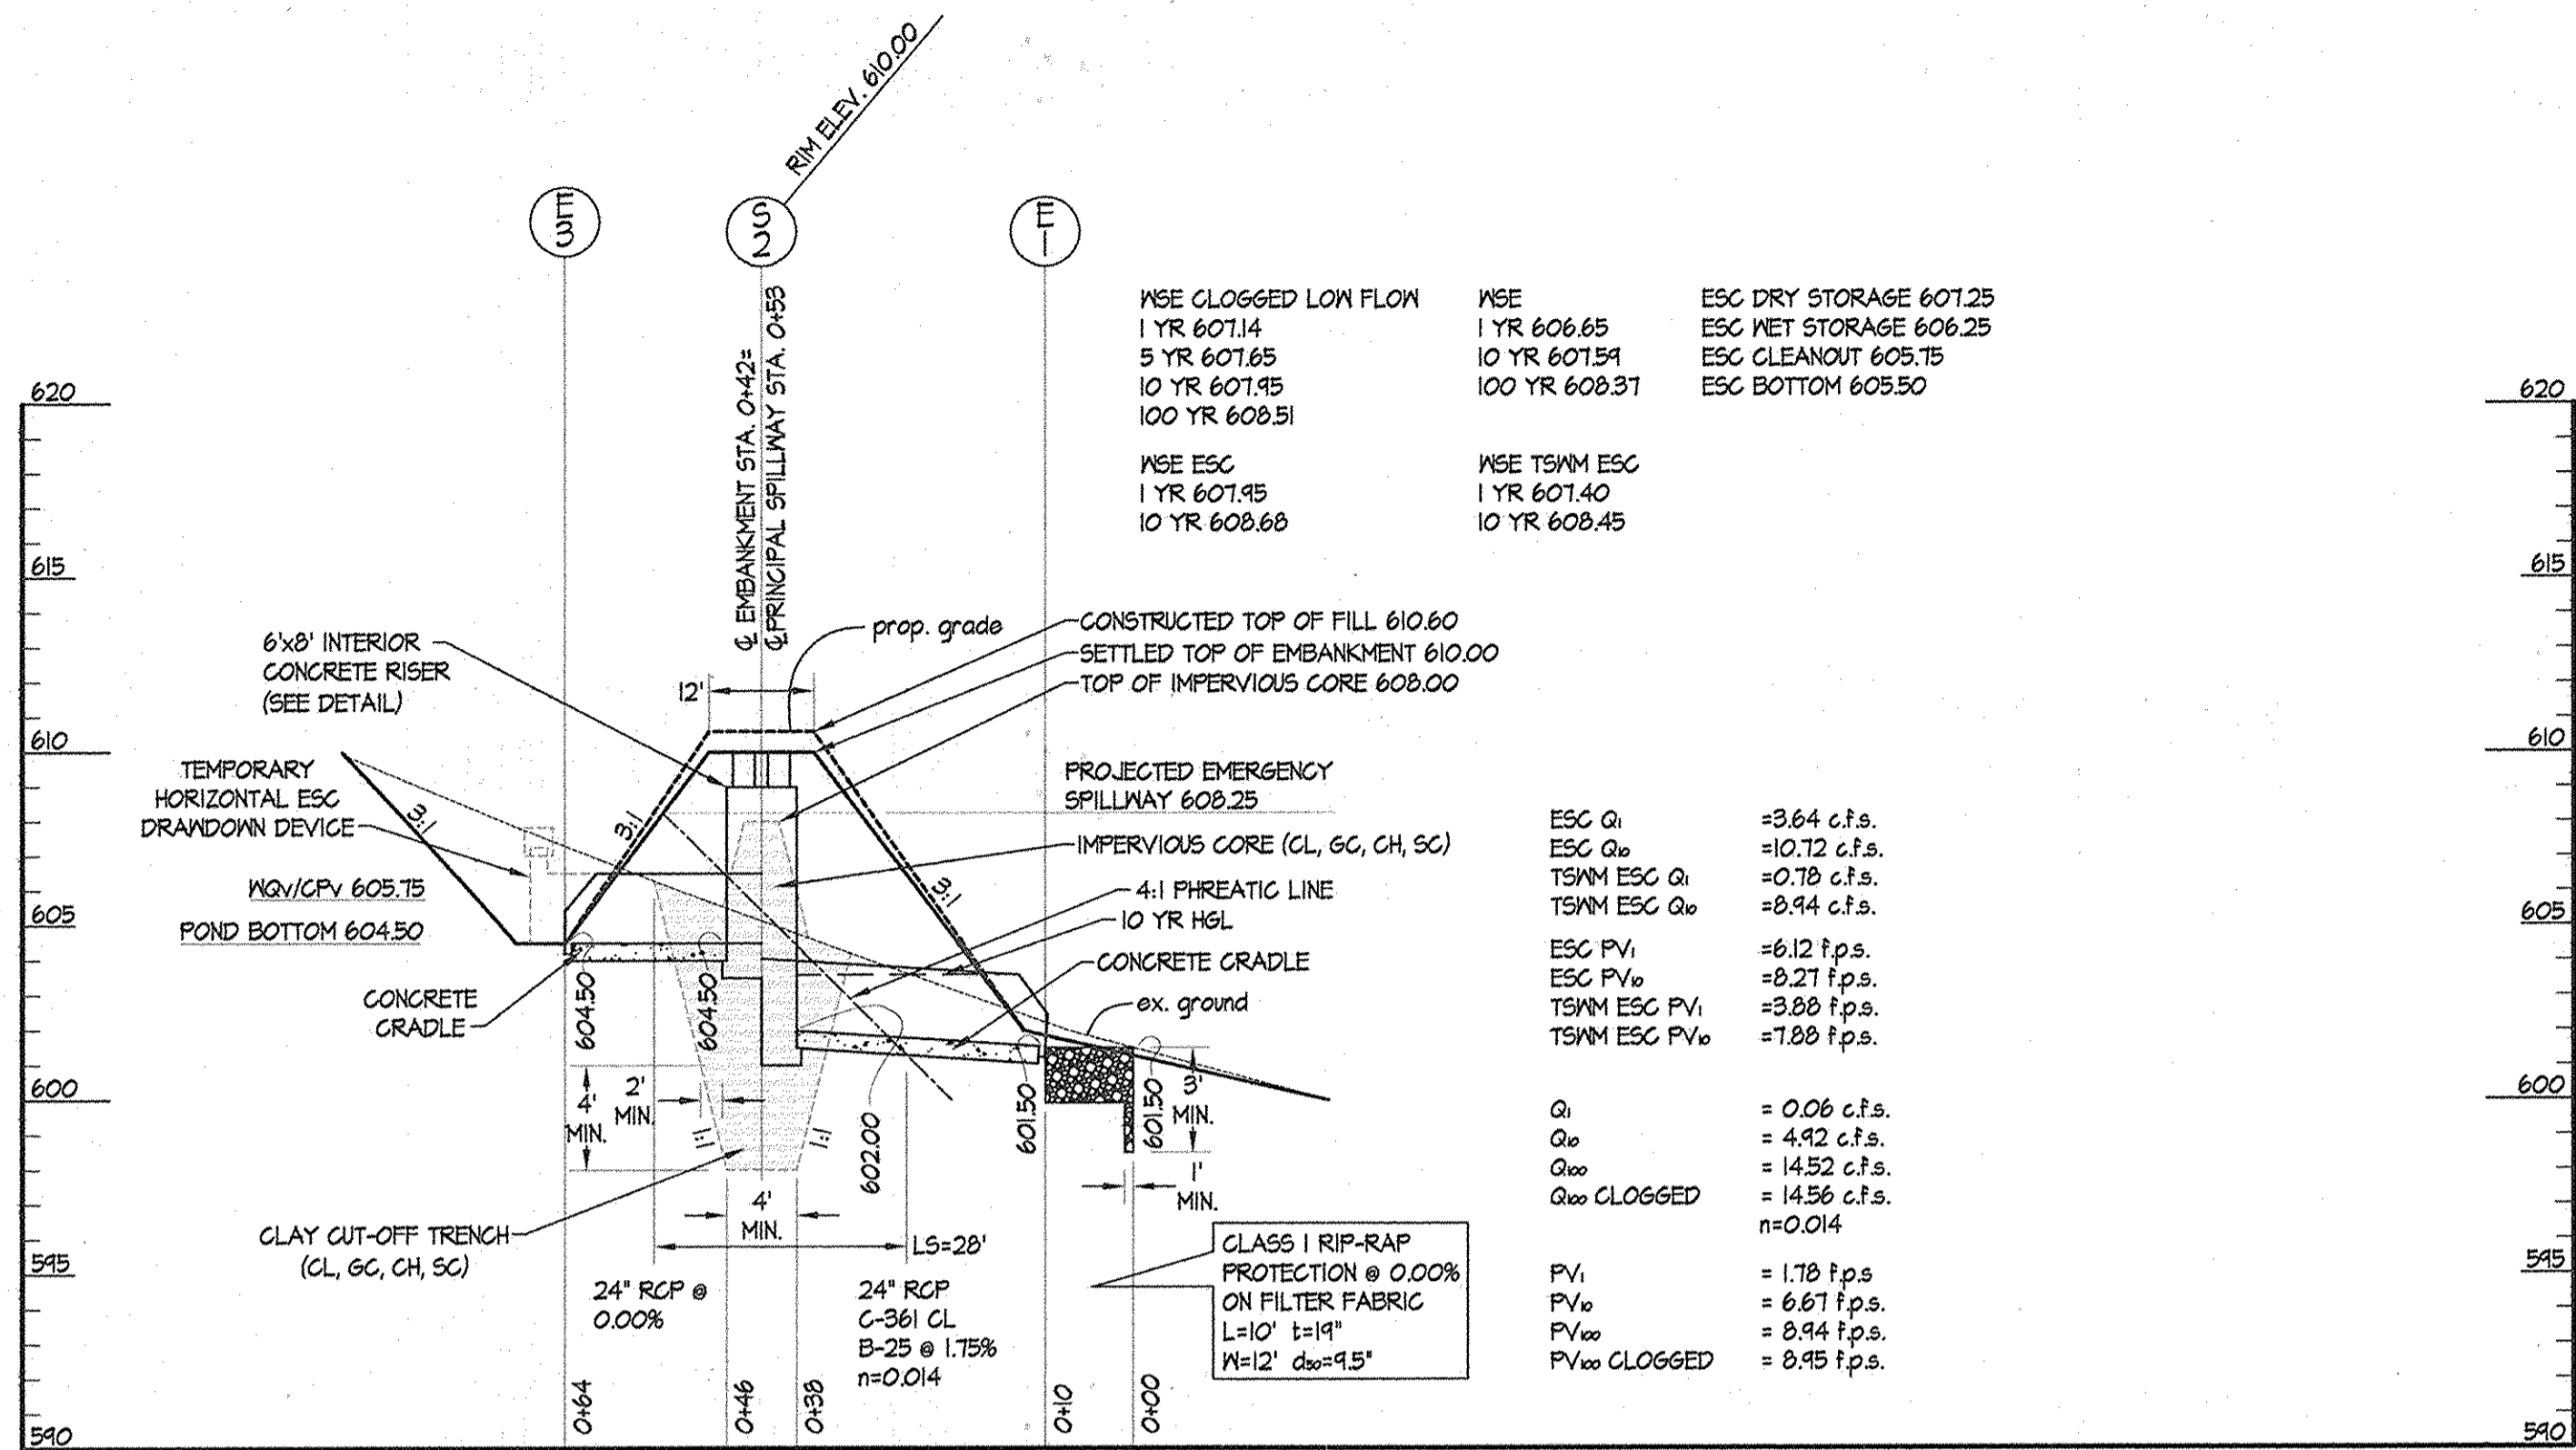 RIM ELEV. 610.00
E
3
S
2
E
1
℄ EMBANKMENT STA. 0+42=
℄ PRINCIPAL SPILLWAY STA. 0+53
WSE CLOGGED LOW FLOW
1 YR 607.14
5 YR 607.65
10 YR 607.95
100 YR 608.51
WSE
1 YR 606.65
10 YR 607.59
100 YR 608.37
ESC DRY STORAGE 607.25
ESC WET STORAGE 606.25
ESC CLEANOUT 605.75
ESC BOTTOM 605.50
WSE ESC
1 YR 607.95
10 YR 608.68
WSE TSWM ESC
1 YR 607.40
10 YR 608.45
620
615
610
605
600
595
590
620
615
610
605
600
595
590
6'x8' INTERIOR
CONCRETE RISER
(SEE DETAIL)
12'
prop. grade
CONSTRUCTED TOP OF FILL 610.60
SETTLED TOP OF EMBANKMENT 610.00
TOP OF IMPERVIOUS CORE 608.00
TEMPORARY
HORIZONTAL ESC
DRAWDOWN DEVICE
3:1
3:1
3:1
PROJECTED EMERGENCY
SPILLWAY 608.25
IMPERVIOUS CORE (CL, GC, CH, SC)
WQv/CPv 605.75
POND BOTTOM 604.50
4:1 PHREATIC LINE
10 YR HGL
CONCRETE CRADLE
ex. ground
CONCRETE
CRADLE
604.50
604.50
602.00
601.50
601.50
4'
MIN.
2'
MIN.
1:1
1:1
3'
MIN.
1'
MIN.
4'
MIN.
LS=28'
CLAY CUT-OFF TRENCH
(CL, GC, CH, SC)
24" RCP @
0.00%
24" RCP
C-361 CL
B-25 @ 1.75%
n=0.014
CLASS 1 RIP-RAP
PROTECTION @ 0.00%
ON FILTER FABRIC
L=10' t=19"
W=12' d50=9.5"
0+64
0+46
0+38
0+10
0+00
ESC Q1 =3.64 c.f.s.
ESC Q10 =10.72 c.f.s.
TSWM ESC Q1 =0.78 c.f.s.
TSWM ESC Q10 =8.94 c.f.s.
ESC PV1 =6.12 f.p.s.
ESC PV10 =8.27 f.p.s.
TSWM ESC PV1 =3.88 f.p.s.
TSWM ESC PV10 =7.88 f.p.s.
Q1 = 0.06 c.f.s.
Q10 = 4.92 c.f.s.
Q100 = 14.52 c.f.s.
Q100 CLOGGED = 14.56 c.f.s.
n=0.014
PV1 = 1.78 f.p.s
PV10 = 6.67 f.p.s.
PV100 = 8.94 f.p.s.
PV100 CLOGGED = 8.95 f.p.s.